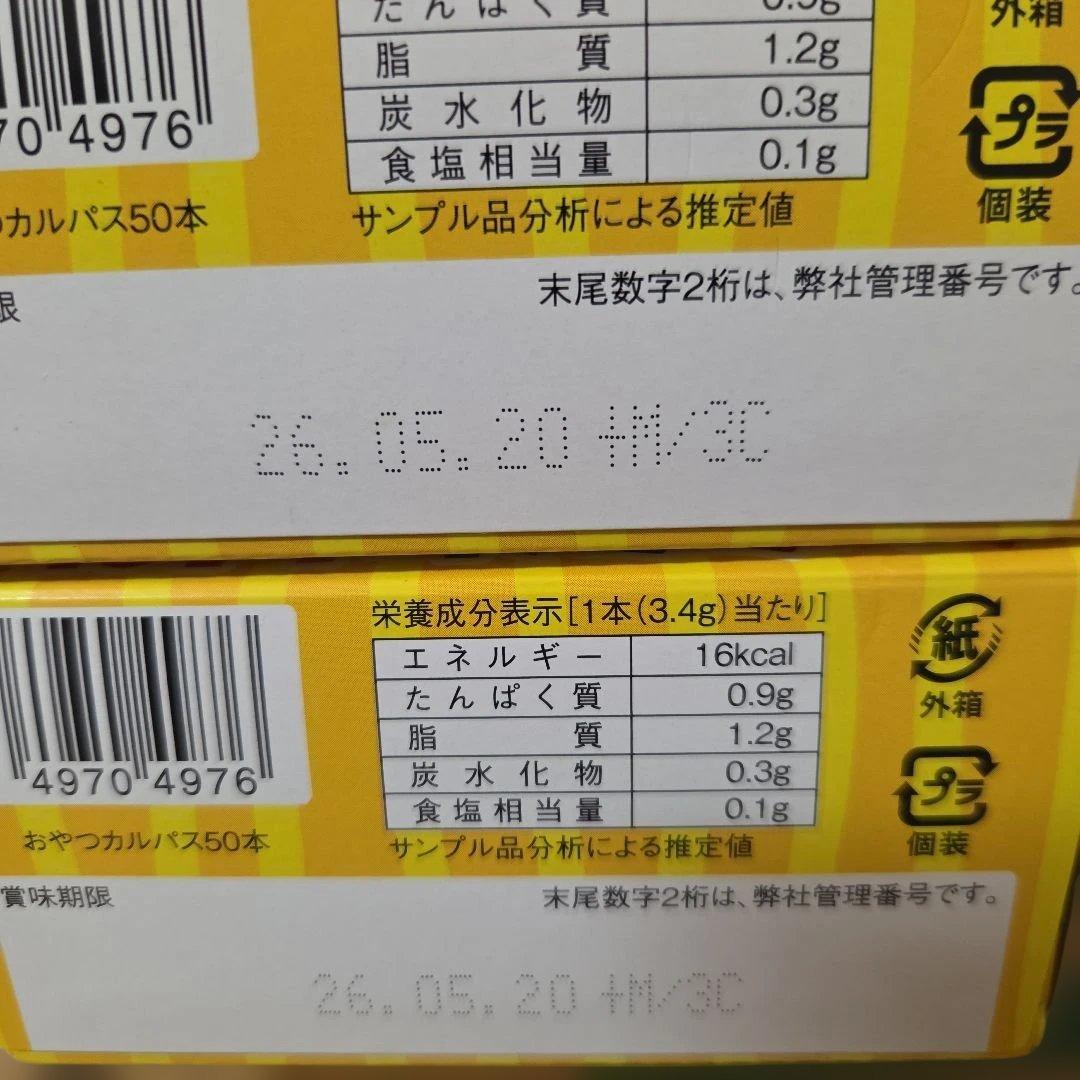 たんぱく質 0.9g
外箱
脂質 1.2g
炭水化物 0.3g
70 4976
食塩相当量 0.1g
プラ
個装
つカルパス50本
サンプル品分析による推定値
限
末尾数字2桁は、弊社管理番号です。
26.05.20 +M/3C
栄養成分表示[1本(3.4g)当たり]
エネルギー 16kcal
紙
たんぱく質 0.9g
外箱
脂質 1.2g
炭水化物 0.3g
4970 4976
プラ
食塩相当量 0.1g
個装
おやつカルパス50本
サンプル品分析による推定値
賞味期限
末尾数字2桁は、弊社管理番号です。
26.05.20 +M/3C